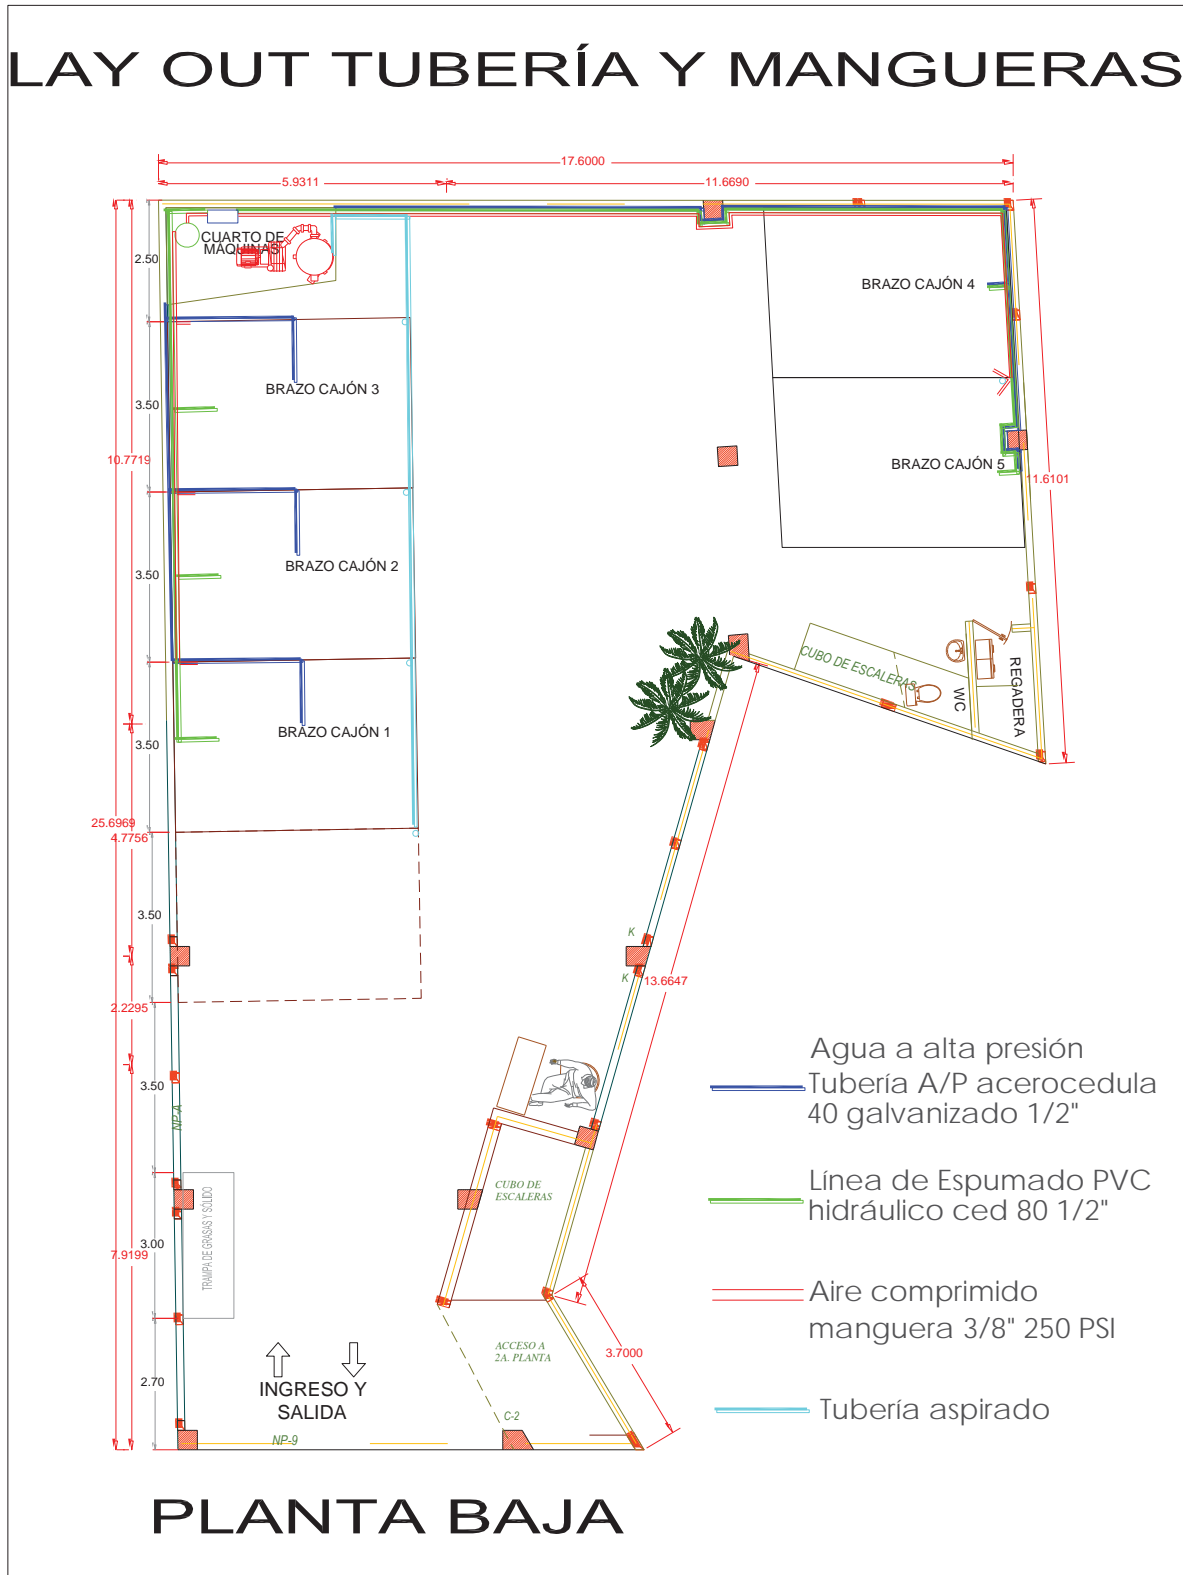 LAY OUT TUBERÍA Y MANGUERAS
17.6000
5.9311
11.6690
CUARTO DE
MÁQUINAS
2.50
BRAZO CAJÓN 4
BRAZO CAJÓN 3
3.50
10.7719
BRAZO CAJÓN 5
11.6101
BRAZO CAJÓN 2
3.50
CUBO DE ESCALERAS
WC
REGADERA
BRAZO CAJÓN 1
3.50
25.6969
4.7756
3.50
K
K
13.6647
2.2295
3.50
NP-A
Agua a alta presión
Tubería A/P acerocedula
40 galvanizado 1/2"
CUBO DE
ESCALERAS
Línea de Espumado PVC
hidráulico ced 80 1/2"
TRAMPA DE GRASAS Y SÓLIDO
3.00
7.9199
Aire comprimido
manguera 3/8" 250 PSI
ACCESO A
2A. PLANTA
3.7000
2.70
INGRESO Y
SALIDA
Tubería aspirado
C-2
NP-9
PLANTA BAJA